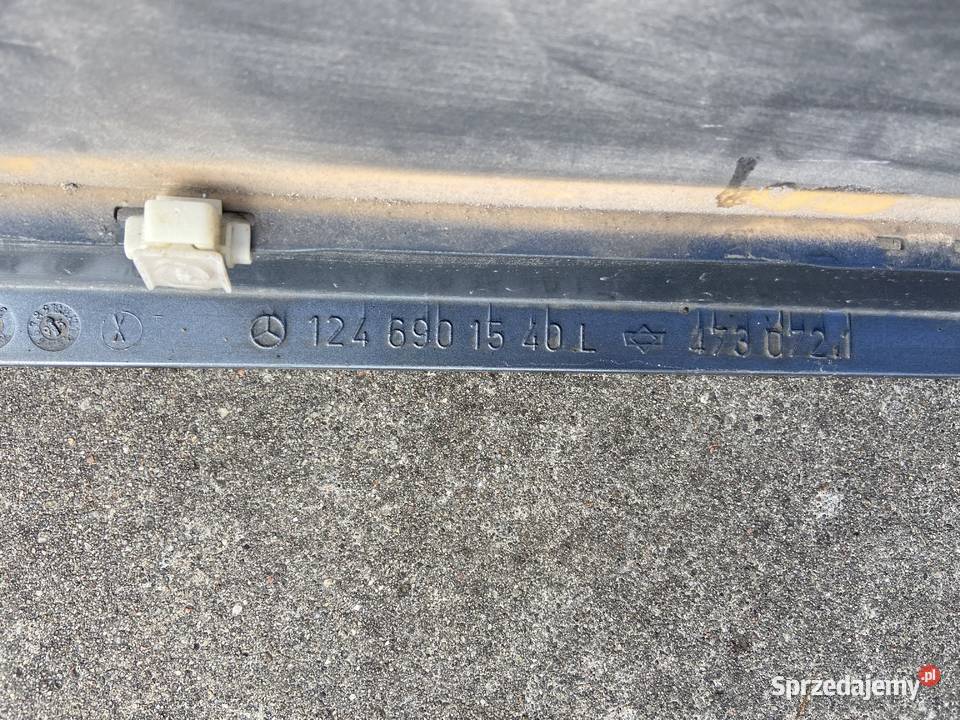 X 124 690 15 40 L 473 072.1
Sprzedajemy.pl